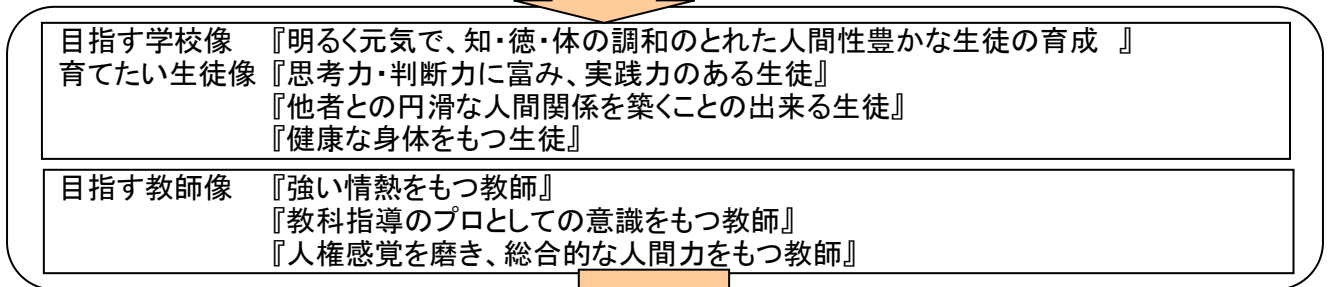 目指す学校像 『明るく元気で、知・徳・体の調和のとれた人間性豊かな生徒の育成 』
育てたい生徒像 『思考力・判断力に富み、実践力のある生徒』
『他者との円滑な人間関係を築くことの出来る生徒』
『健康な身体をもつ生徒』
目指す教師像 『強い情熱をもつ教師』
『教科指導のプロとしての意識をもつ教師』
『人権感覚を磨き、総合的な人間力をもつ教師』